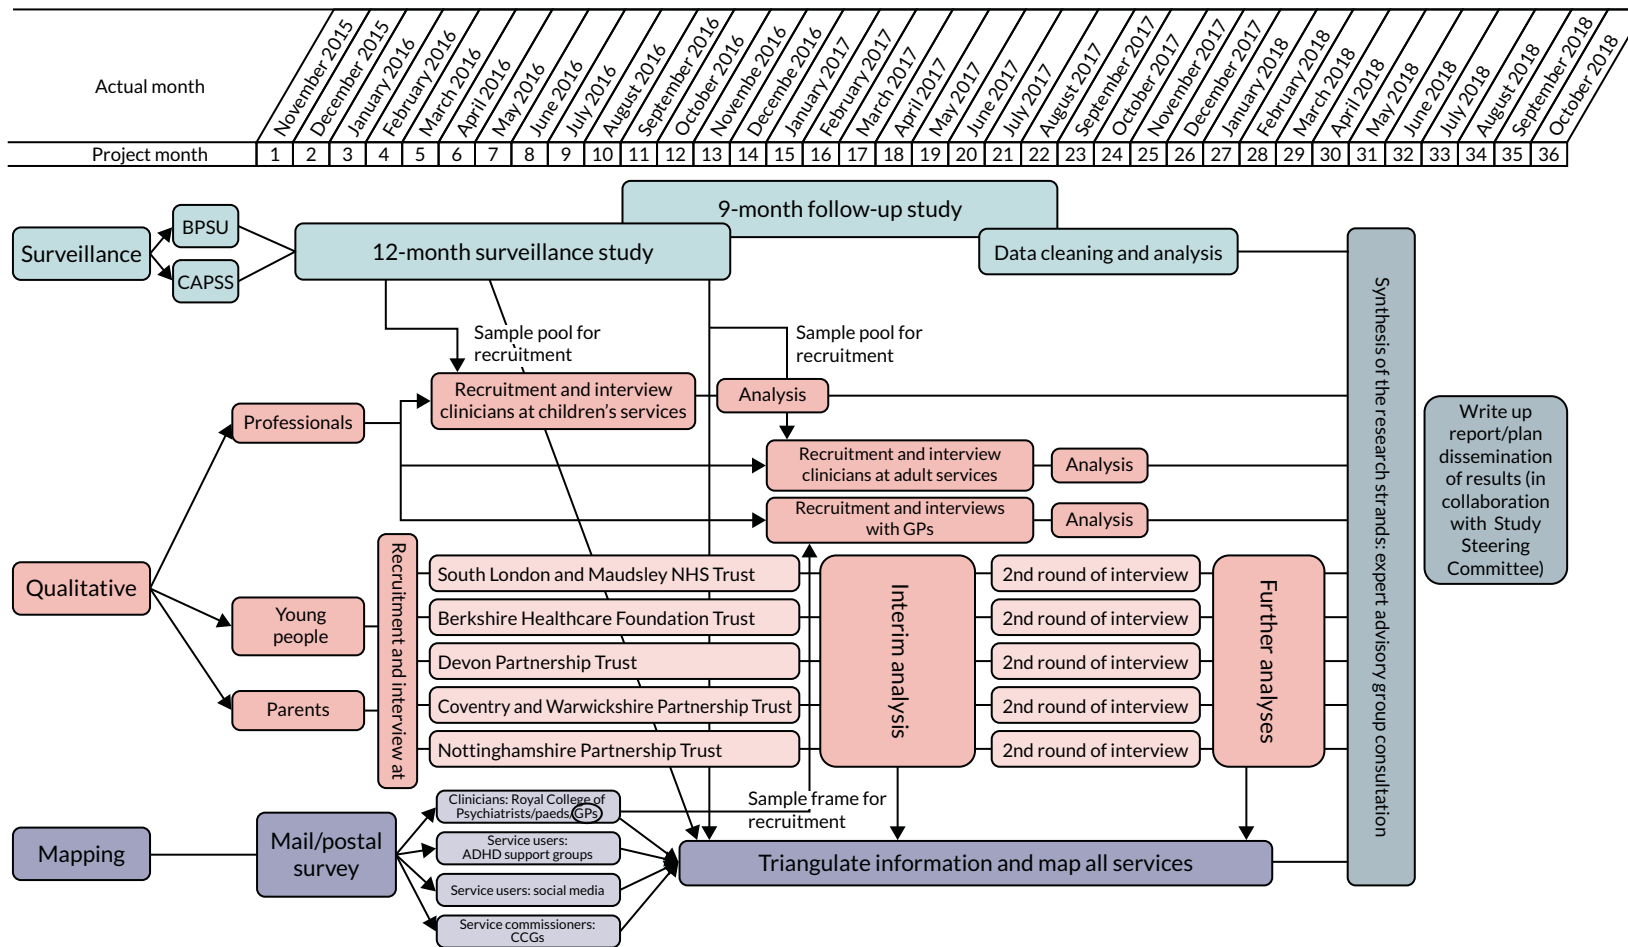 Actual month
November 2015
December 2015
January 2016
February 2016
March 2016
April 2016
May 2016
June 2016
July 2016
August 2016
September 2016
October 2016
Novembe 2016
Decembe 2016
January 2017
February 2017
March 2017
April 2017
May 2017
June 2017
July 2017
August 2017
September 2017
October 2017
November 2017
December 2017
January 2018
February 2018
March 2018
April 2018
May 2018
June 2018
July 2018
August 2018
September 2018
October 2018
Project month
1 2 3 4 5 6 7 8 9 10 11 12 13 14 15 16 17 18 19 20 21 22 23 24 25 26 27 28 29 30 31 32 33 34 35 36
9-month follow-up study
Surveillance
BPSU
CAPSS
12-month surveillance study
Data cleaning and analysis
Sample pool for
recruitment
Sample pool for
recruitment
Professionals
Recruitment and interview
clinicians at children's services
Analysis
Recruitment and interview
clinicians at adult services
Analysis
Recruitment and interviews
with GPs
Analysis
Qualitative
Young
people
Parents
Recruitment and interview at
South London and Maudsley NHS Trust
Berkshire Healthcare Foundation Trust
Devon Partnership Trust
Coventry and Warwickshire Partnership Trust
Nottinghamshire Partnership Trust
Interim analysis
2nd round of interview
2nd round of interview
2nd round of interview
2nd round of interview
2nd round of interview
Further analyses
Synthesis of the research strands: expert advisory group consultation
Write up
report/plan
dissemination
of results (in
collaboration
with Study
Steering
Committee)
Mapping
Mail/postal
survey
Clinicians: Royal College of
Psychiatrists/paeds/GPs
Service users:
ADHD support groups
Service users: social media
Service commissioners:
CCGs
Sample frame for
recruitment
Triangulate information and map all services